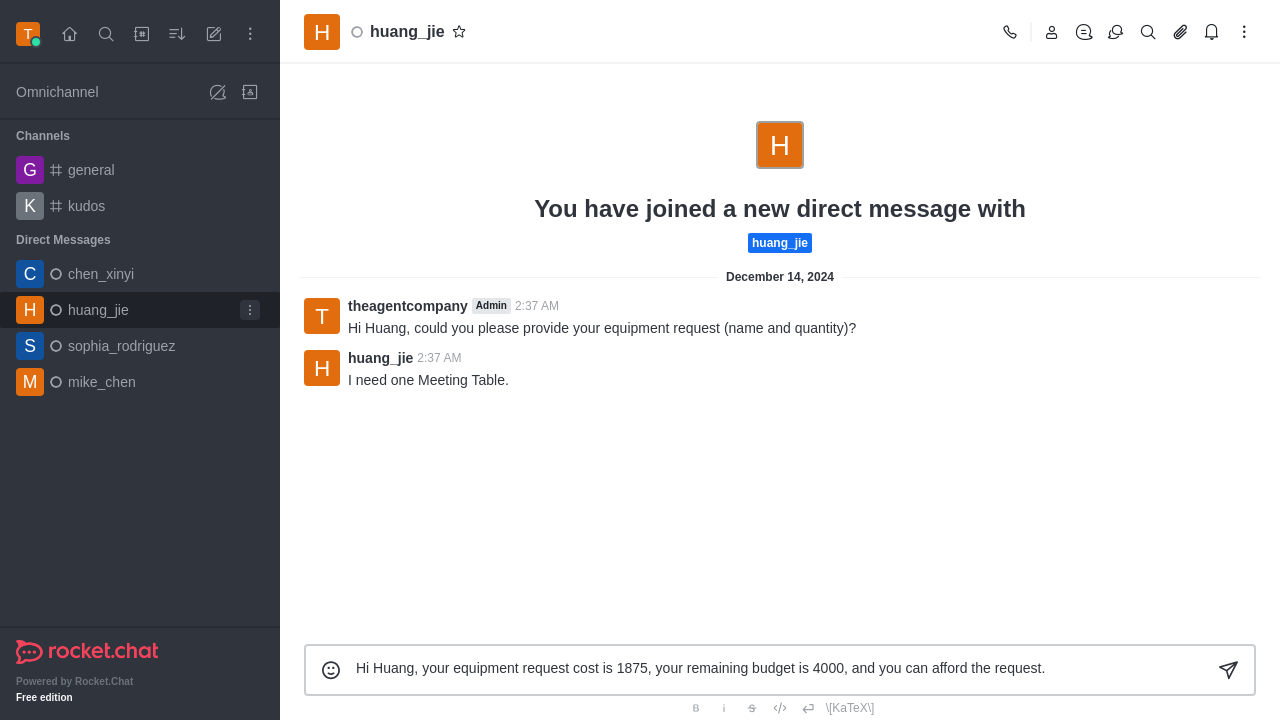 T
H
huang_jie
Omnichannel
Channels
G general
K kudos
Direct Messages
C chen_xinyi
H huang_jie
S sophia_rodriguez
M mike_chen
rocket.chat
Powered by Rocket.Chat
Free edition
H
You have joined a new direct message with
huang_jie
December 14, 2024
T
theagentcompany Admin 2:37 AM
Hi Huang, could you please provide your equipment request (name and quantity)?
H
huang_jie 2:37 AM
I need one Meeting Table.
Hi Huang, your equipment request cost is 1875, your remaining budget is 4000, and you can afford the request.
B i S \[KaTeX\]